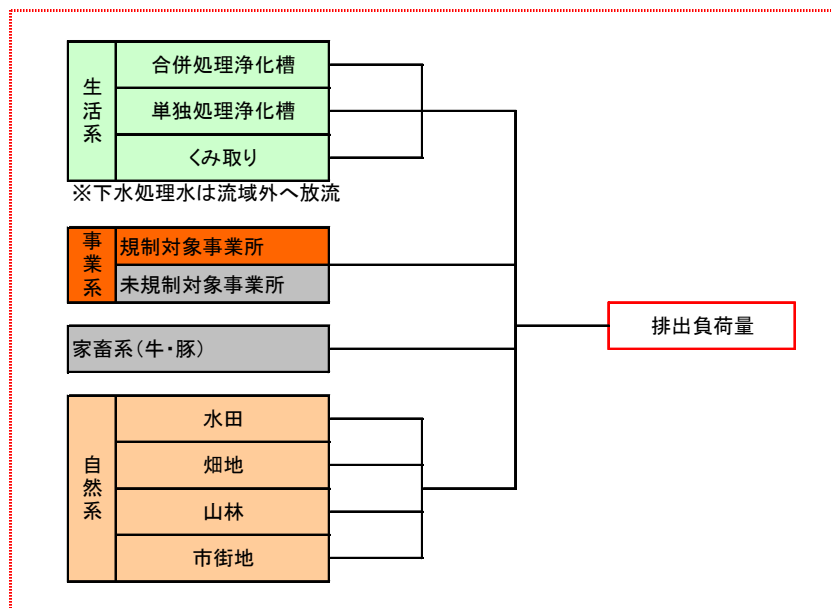 生活系
合併処理浄化槽
単独処理浄化槽
くみ取り
※下水処理水は流域外へ放流
事業系
規制対象事業所
未規制対象事業所
家畜系(牛・豚)
排出負荷量
自然系
水田
畑地
山林
市街地